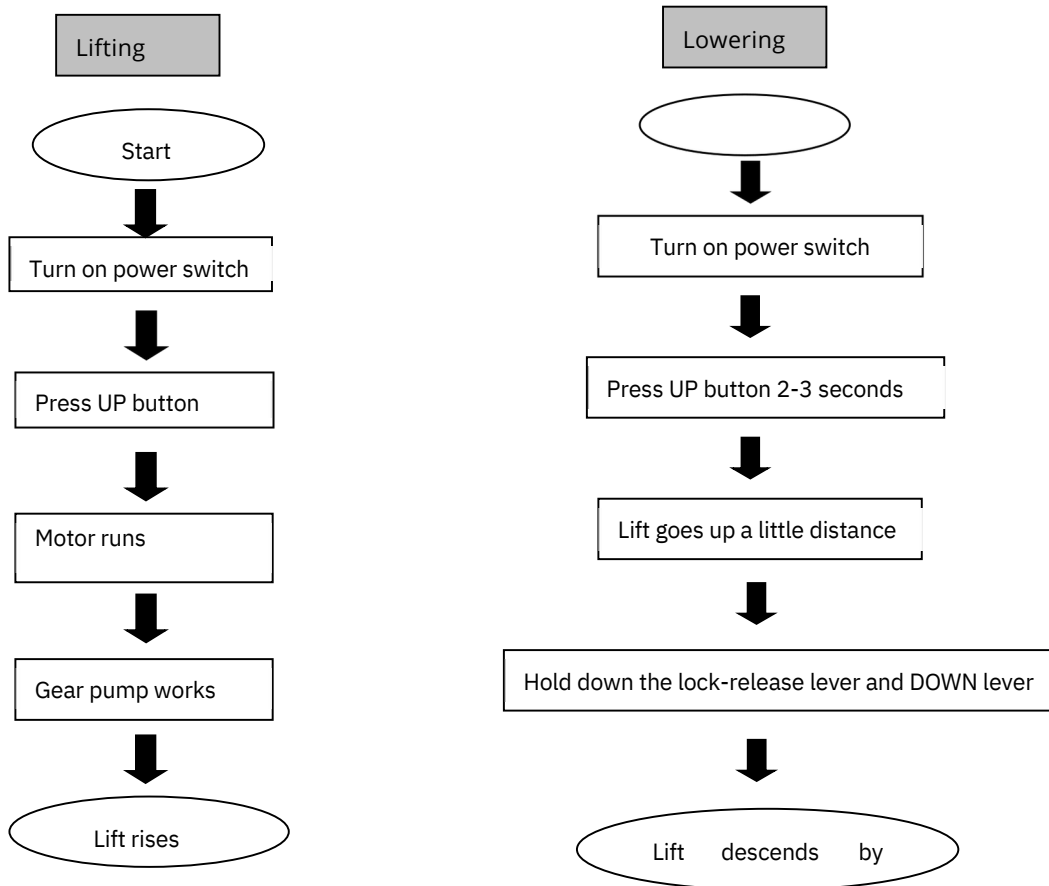 Lifting
Start
Turn on power switch
Press UP button
Motor runs
Gear pump works
Lift rises
Lowering
Turn on power switch
Press UP button 2-3 seconds
Lift goes up a little distance
Hold down the lock-release lever and DOWN lever
Lift descends by